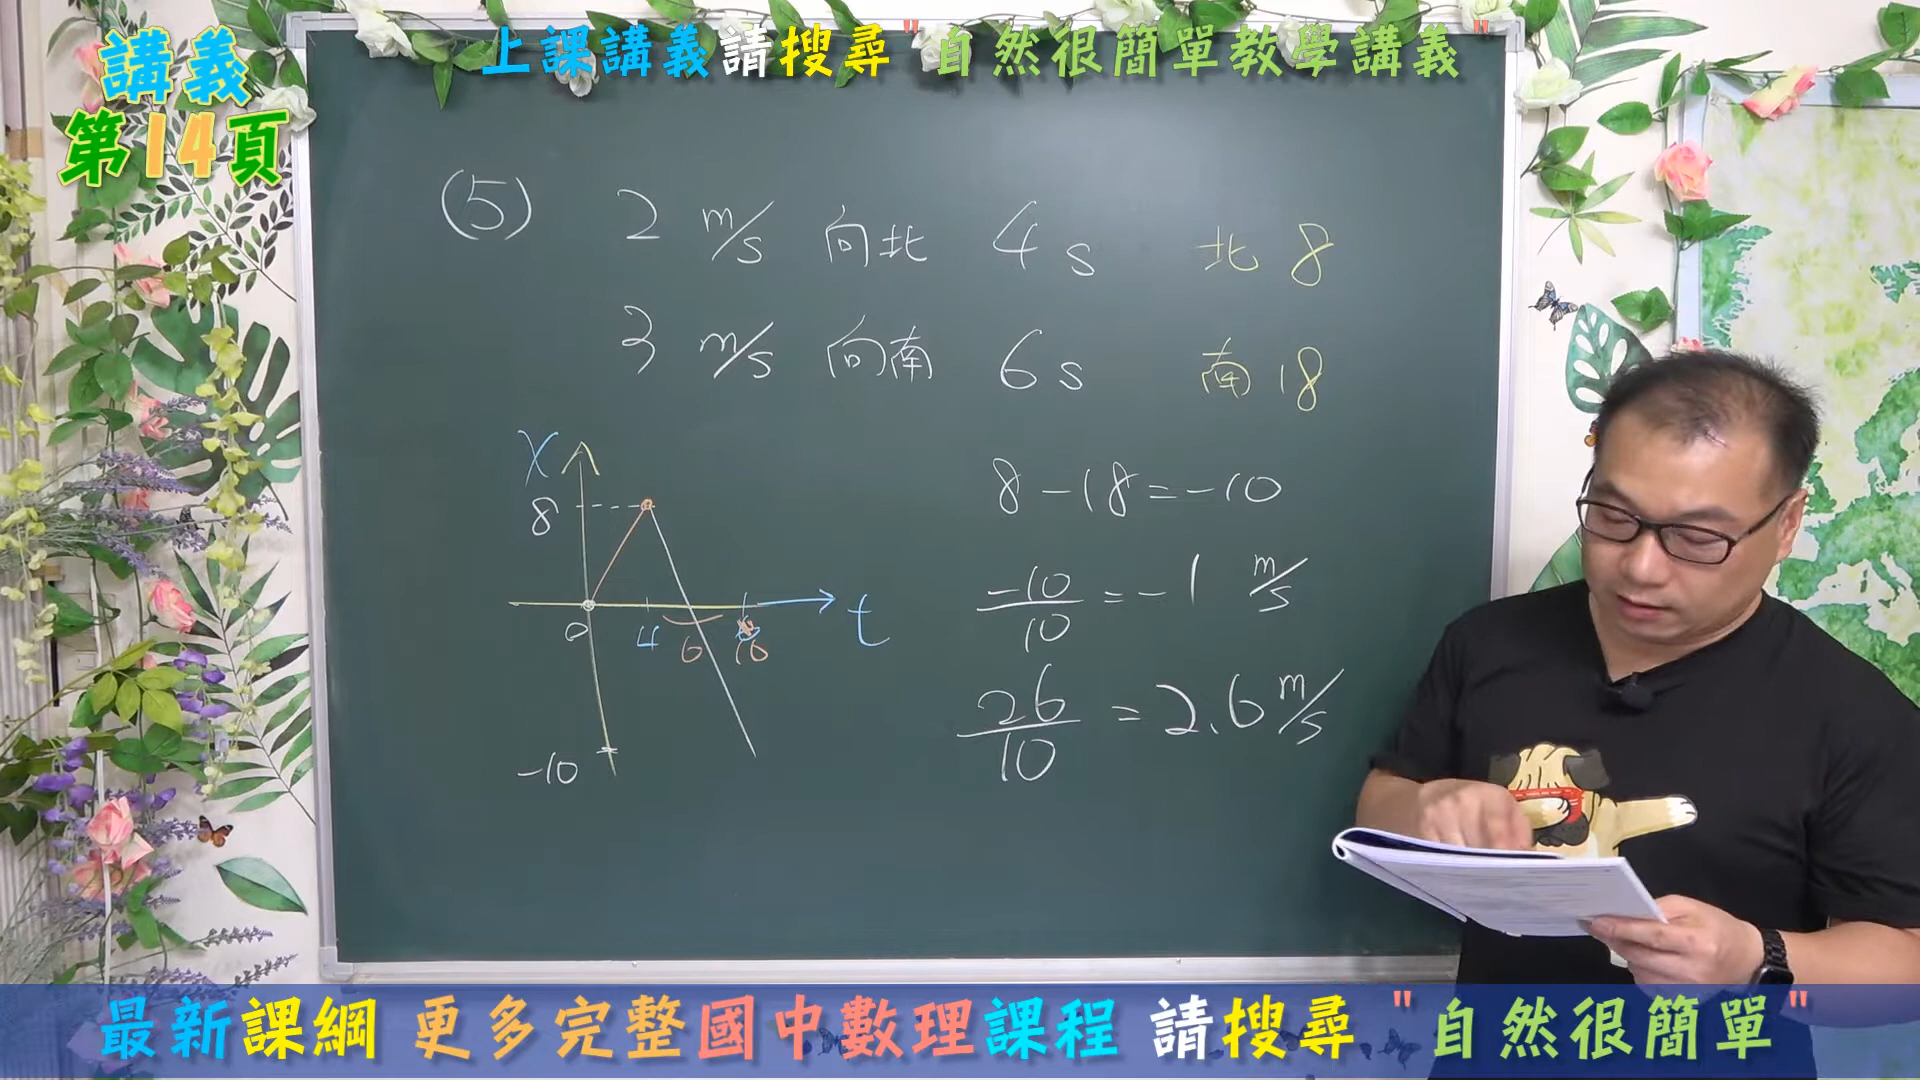 上課講義請搜尋"自然很簡單教學講義"
講義
第14頁
(5) 2 m/s 向北 4 s 北 8
3 m/s 向南 6 s 南 18
x
8
0 4 6 10 t
-10
8-18=-10
-10/10=-1 m/s
26/10=2.6 m/s
最新課綱 更多完整國中數理課程 請搜尋"自然很簡單"